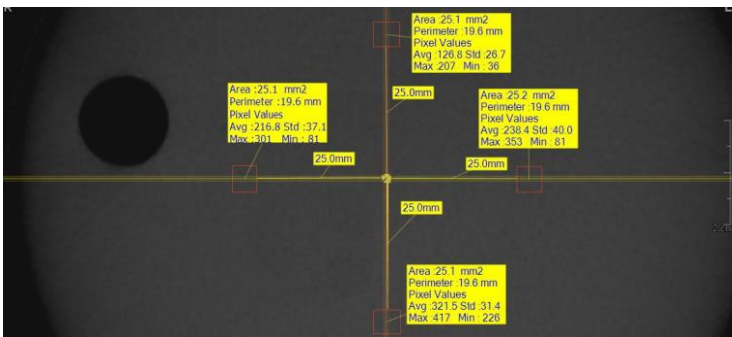 R
L
Area :25.1 mm2
Perimeter :19.6 mm
Pixel Values
Avg :126.8 Std :26.7
Max :207 Min : 36
25.0mm
Area :25.1 mm2
Perimeter :19.6 mm
Pixel Values
Avg :216.8 Std :37.1
Max :301 Min : 81
Area :25.2 mm2
Perimeter :19.6 mm
Pixel Values
Avg :238.4 Std :40.0
Max :353 Min : 81
25.0mm
25.0mm
25.0mm
Area :25.1 mm2
Perimeter :19.6 mm
Pixel Values
Avg :321.5 Std :31.4
Max :417 Min : 226